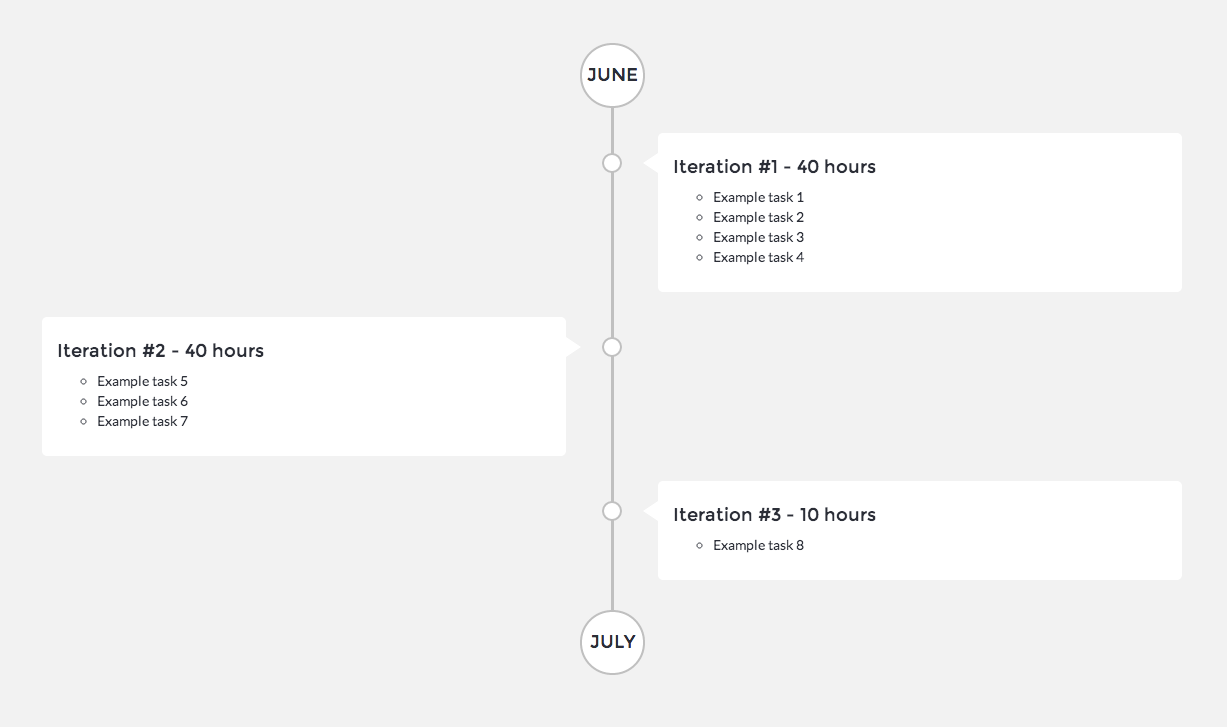 JUNE
Iteration #1 - 40 hours
Example task 1
Example task 2
Example task 3
Example task 4
Iteration #2 - 40 hours
Example task 5
Example task 6
Example task 7
Iteration #3 - 10 hours
Example task 8
JULY